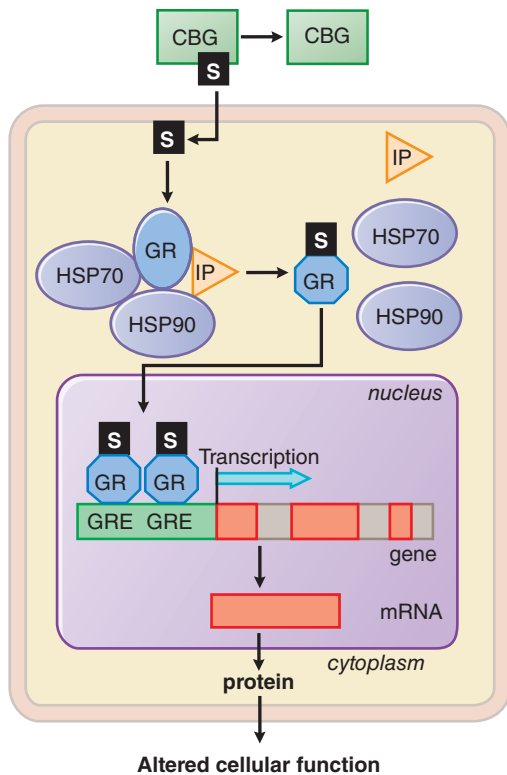 CBG
CBG
S
S
IP
S
GR
HSP70
IP
HSP70
GR
HSP90
HSP90
nucleus
S
S
Transcription
GR
GR
GRE
GRE
gene
mRNA
cytoplasm
protein
Altered cellular function